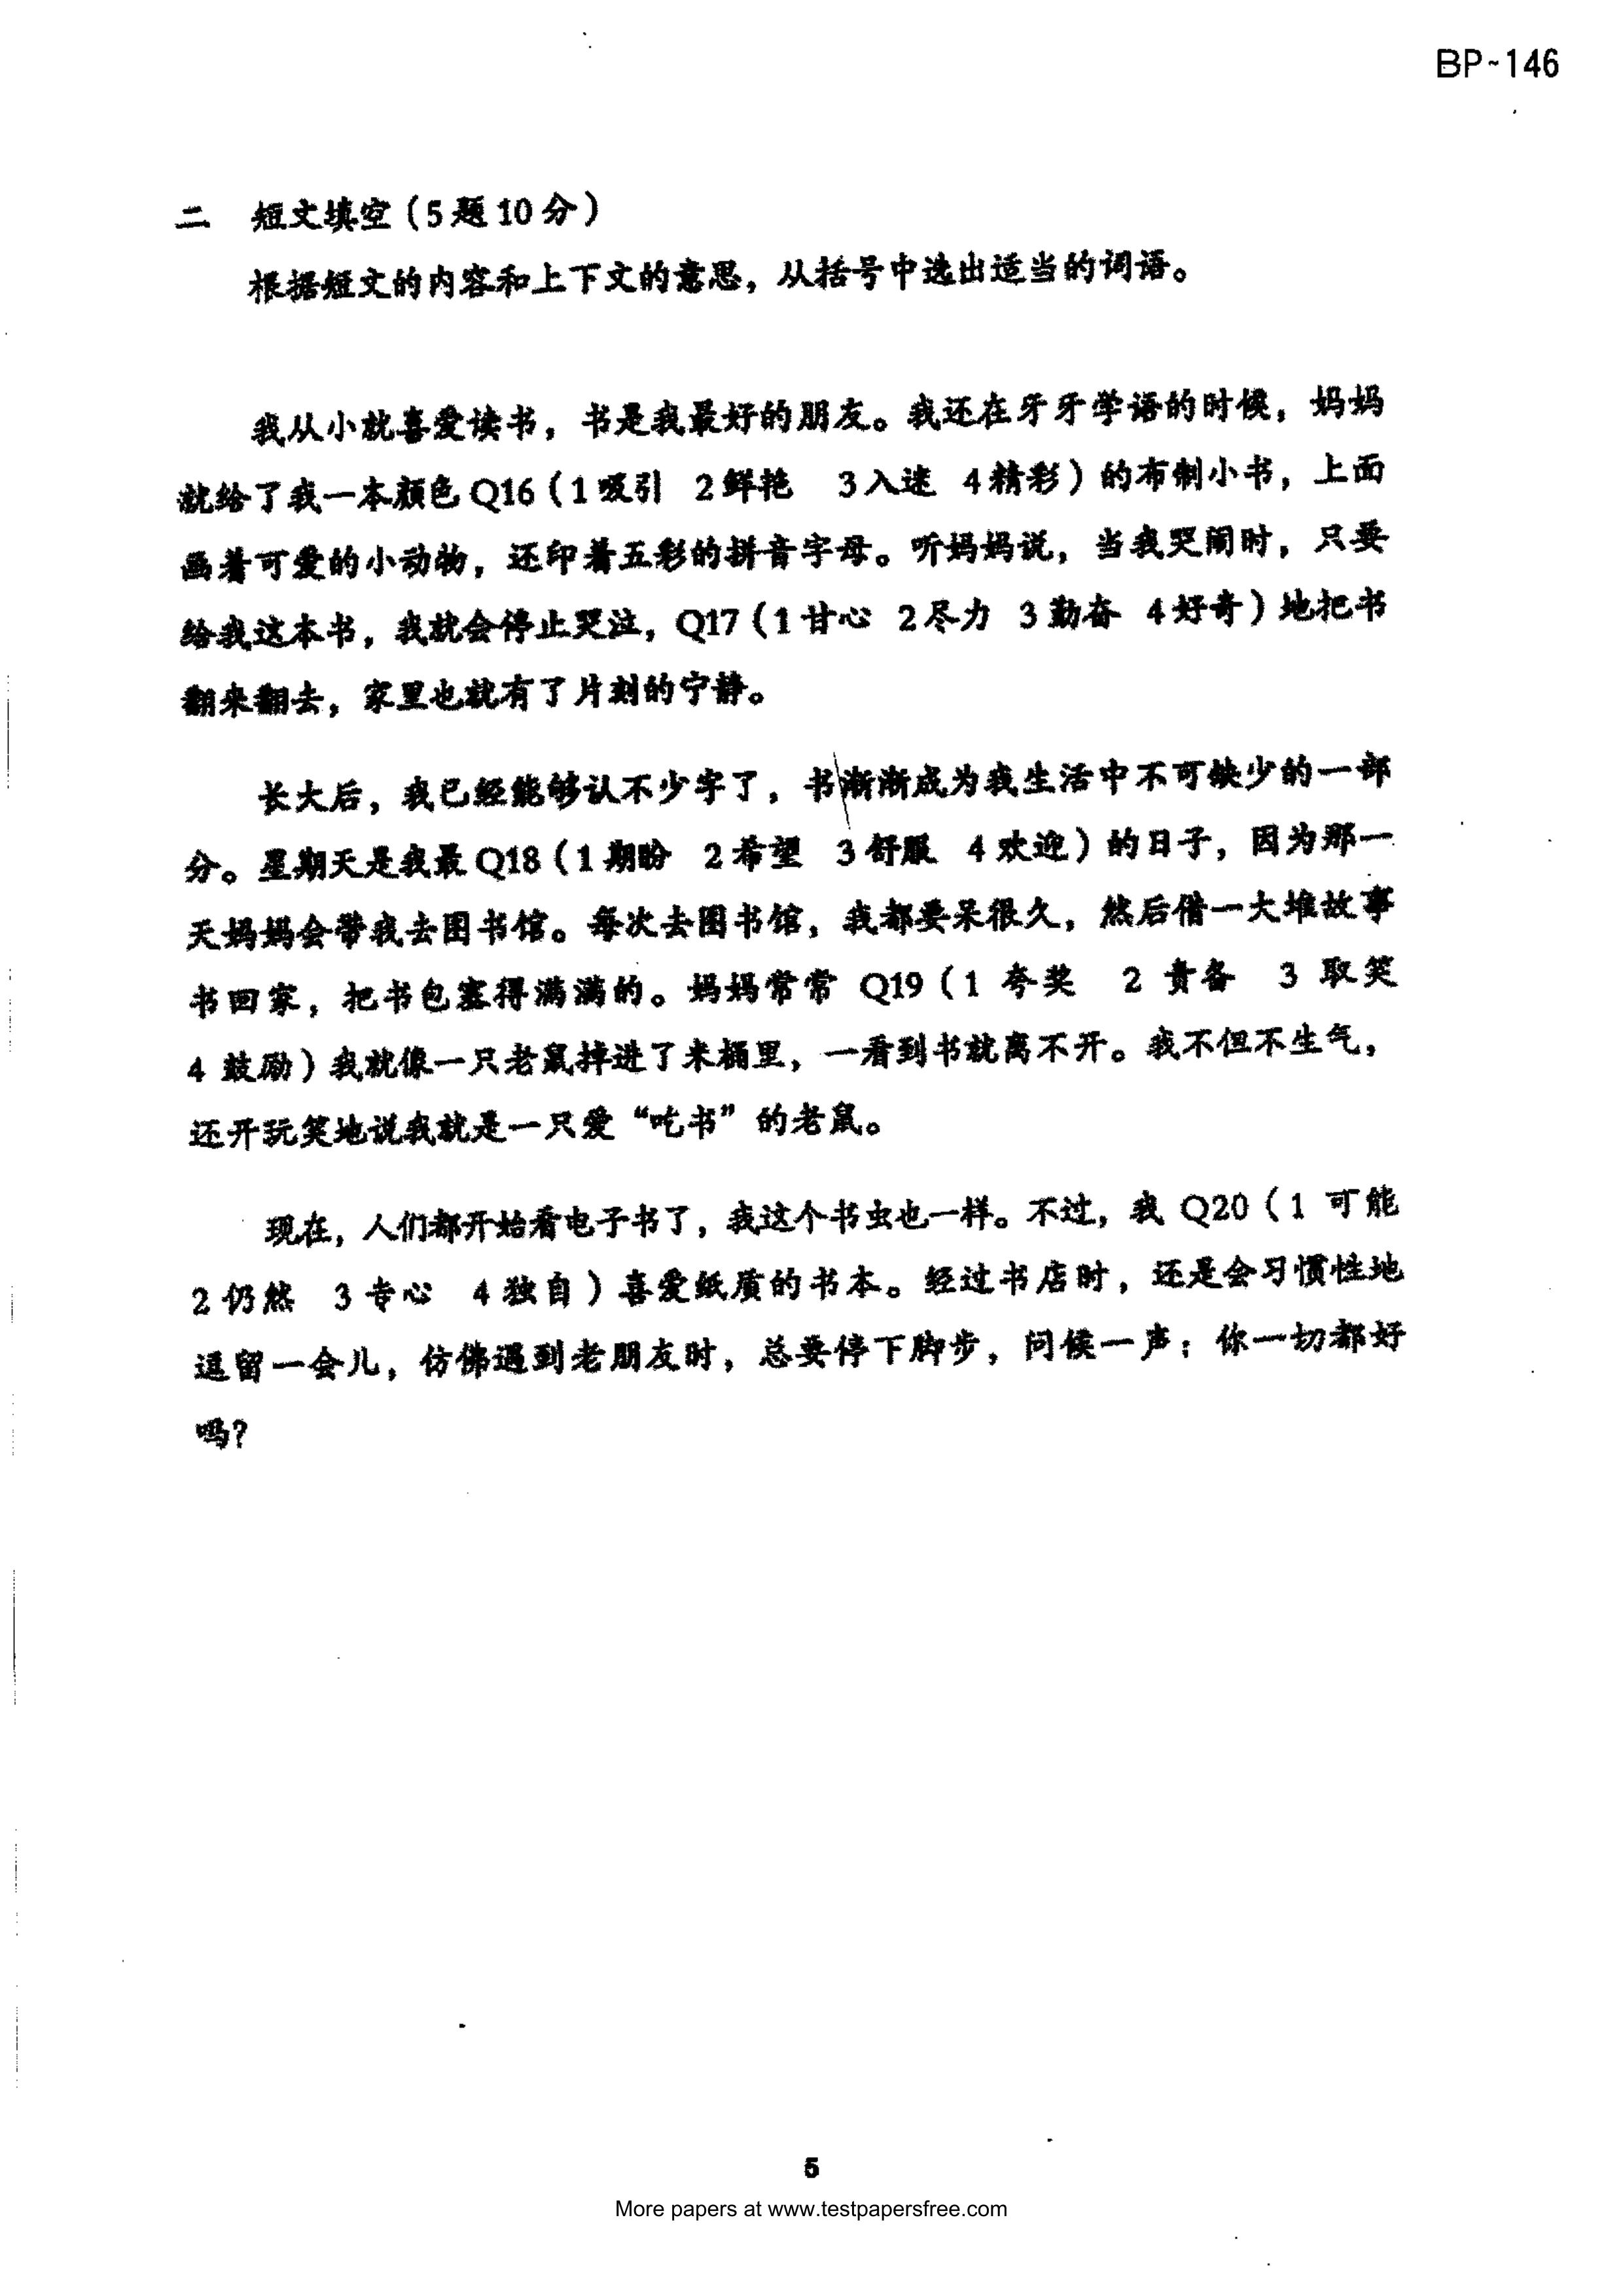 BP-146
二 短文填空（5题10分）
根据短文的内容和上下文的意思，从括号中选出适当的词语。
我从小就喜爱读书，书是我最好的朋友。我还在牙牙学语的时候，妈妈
就给了我一本颜色Q16（1吸引 2鲜艳 3入迷 4精彩）的布制小书，上面
画着可爱的小动物，还印着五彩的拼音字母。听妈妈说，当我哭闹时，只要
给我这本书，我就会停止哭泣，Q17（1甘心 2尽力 3勤奋 4好奇）地把书
翻来翻去，家里也就有了片刻的宁静。
长大后，我已经能够认不少字了，书渐渐成为我生活中不可缺少的一部
分。星期天是我最Q18（1期盼 2希望 3舒服 4欢迎）的日子，因为那一
天妈妈会带我去图书馆。每次去图书馆，我都要呆很久，然后借一大堆故事
书回家，把书包塞得满满的。妈妈常常 Q19（1 夸奖 2 责备 3 取笑
4 鼓励）我就像一只老鼠掉进了米桶里，一看到书就离不开。我不但不生气，
还开玩笑地说我就是一只爱“吃书”的老鼠。
现在，人们都开始看电子书了，我这个书虫也一样。不过，我 Q20（1 可能
2仍然 3专心 4独自）喜爱纸质的书本。经过书店时，还是会习惯性地
逗留一会儿，仿佛遇到老朋友时，总要停下脚步，问候一声：你一切都好
吗？
5
More papers at www.testpapersfree.com